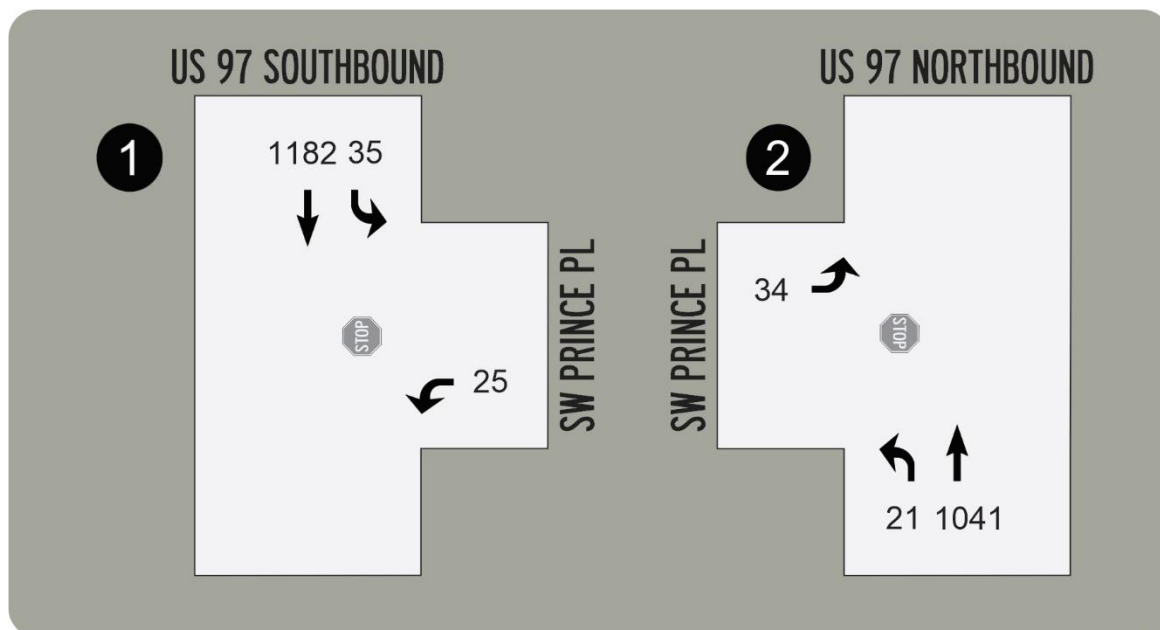 US 97 SOUTHBOUND
1
1182 35
STOP
25
SW PRINCE PL
US 97 NORTHBOUND
2
34
STOP
SW PRINCE PL
21 1041